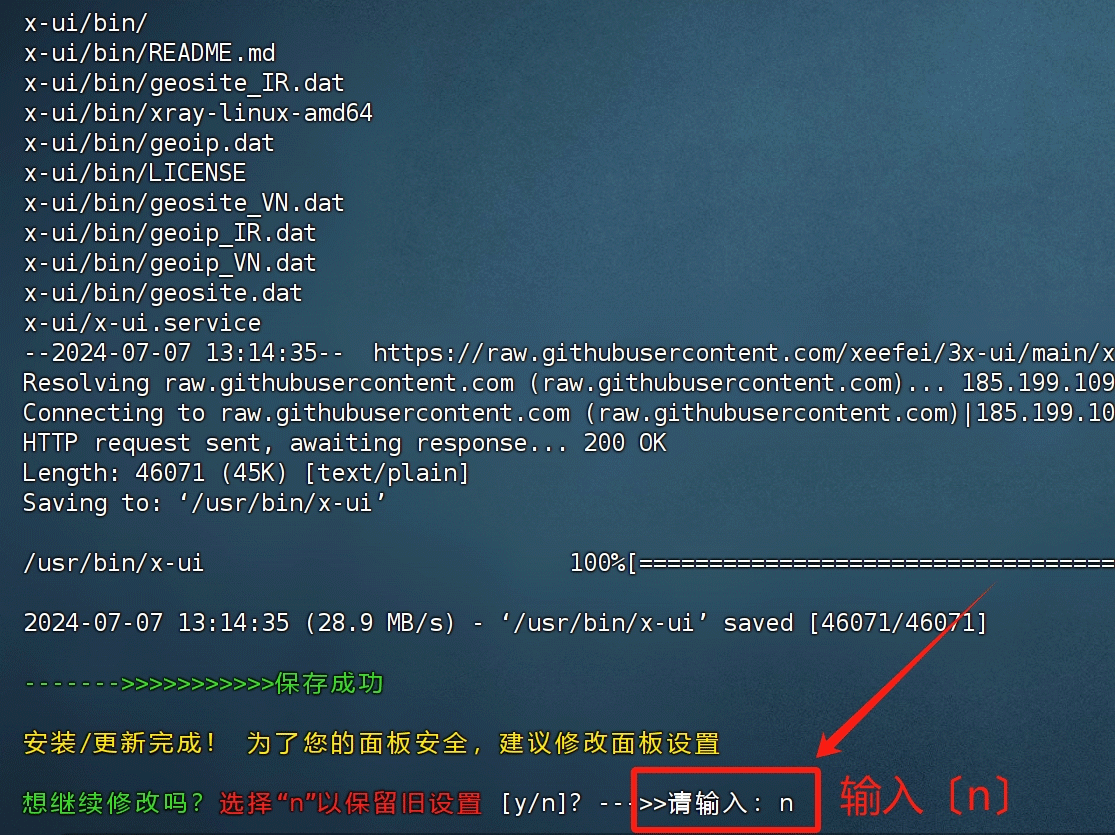 x-ui/bin/
x-ui/bin/README.md
x-ui/bin/geosite_IR.dat
x-ui/bin/xray-linux-amd64
x-ui/bin/geoip.dat
x-ui/bin/LICENSE
x-ui/bin/geosite_VN.dat
x-ui/bin/geoip_IR.dat
x-ui/bin/geoip_VN.dat
x-ui/bin/geosite.dat
x-ui/x-ui.service
--2024-07-07 13:14:35--  https://raw.githubusercontent.com/xeefei/3x-ui/main/x
Resolving raw.githubusercontent.com (raw.githubusercontent.com)... 185.199.109
Connecting to raw.githubusercontent.com (raw.githubusercontent.com)|185.199.10
HTTP request sent, awaiting response... 200 OK
Length: 46071 (45K) [text/plain]
Saving to: ‘/usr/bin/x-ui’
/usr/bin/x-ui 100%[==================================
2024-07-07 13:14:35 (28.9 MB/s) - ‘/usr/bin/x-ui’ saved [46071/46071]
------->>>>>>>>>>>保存成功
安装/更新完成！ 为了您的面板安全，建议修改面板设置
想继续修改吗？选择“n”以保留旧设置 [y/n]? --->>请输入：n
输入〔n〕